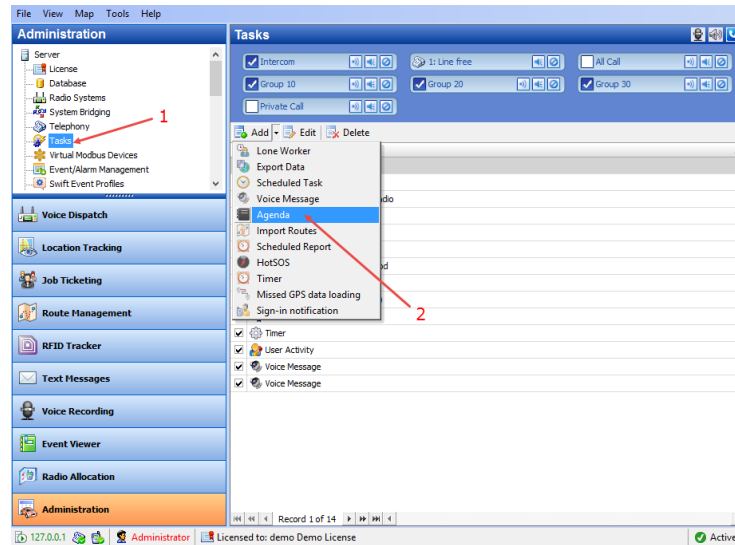 File View Map Tools Help
Administration
Server
License
Database
Radio Systems
System Bridging
Telephony
Tasks
Virtual Modbus Devices
Event/Alarm Management
Swift Event Profiles
1
Voice Dispatch
Location Tracking
Job Ticketing
Route Management
RFID Tracker
Text Messages
Voice Recording
Event Viewer
Radio Allocation
Administration
Tasks
Intercom
1: Line free
All Call
Group 10
Group 20
Group 30
Private Call
Add Edit Delete
Lone Worker
Export Data
Scheduled Task
Voice Message
Agenda
Import Routes
Scheduled Report
HotSOS
Timer
Missed GPS data loading
Sign-in notification
2
Timer
User Activity
Voice Message
Voice Message
Record 1 of 14
127.0.0.1 Administrator Licensed to: demo Demo License Active